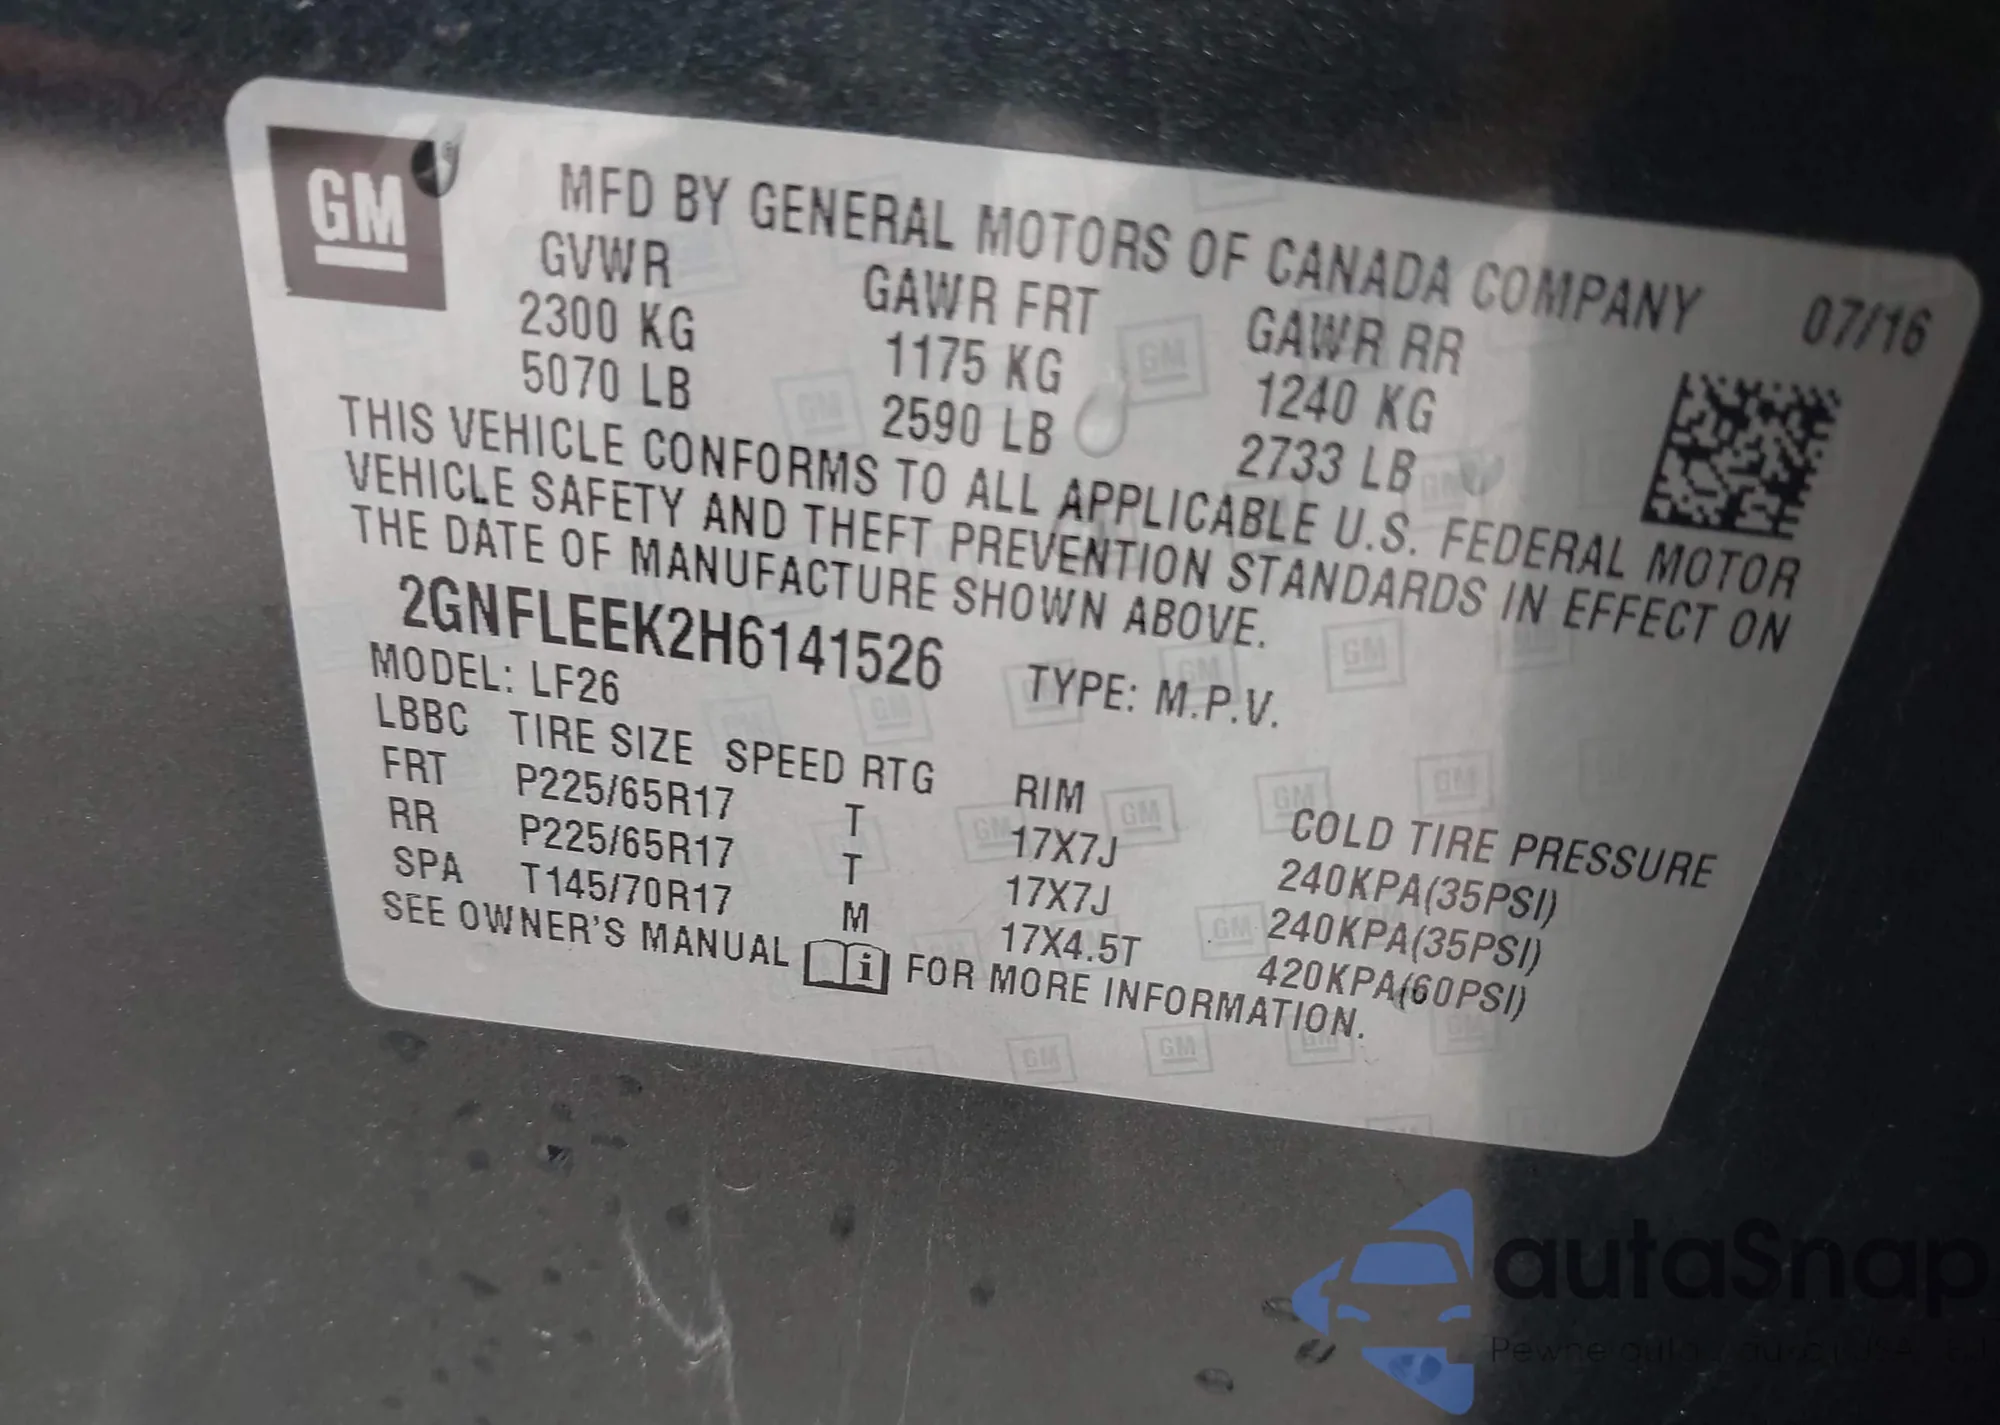 GM
MFD BY GENERAL MOTORS OF CANADA COMPANY 07/16
GVWR GAWR FRT GAWR RR
2300 KG 1175 KG 1240 KG
5070 LB 2590 LB 2733 LB
THIS VEHICLE CONFORMS TO ALL APPLICABLE U.S. FEDERAL MOTOR
VEHICLE SAFETY AND THEFT PREVENTION STANDARDS IN EFFECT ON
THE DATE OF MANUFACTURE SHOWN ABOVE.
2GNFLEEK2H6141526 TYPE: M.P.V.
MODEL: LF26
LBBC TIRE SIZE SPEED RTG RIM COLD TIRE PRESSURE
FRT P225/65R17 T 17X7J 240KPA(35PSI)
RR P225/65R17 T 17X7J 240KPA(35PSI)
SPA T145/70R17 M 17X4.5T 420KPA(60PSI)
SEE OWNER'S MANUAL i FOR MORE INFORMATION.
autaSnap
Pewne auta